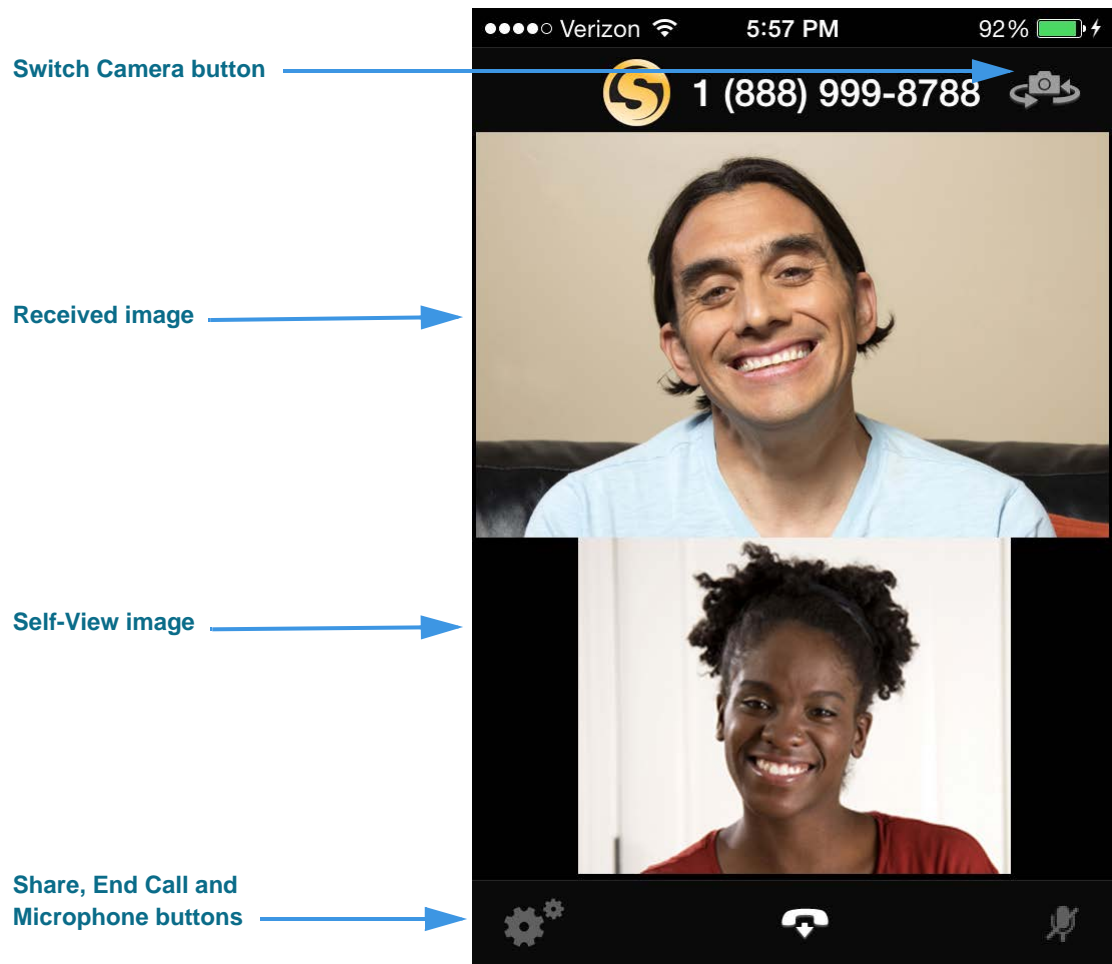 Verizon 5:57 PM 92%
Switch Camera button
S 1 (888) 999-8788
Received image
Self-View image
Share, End Call and
Microphone buttons